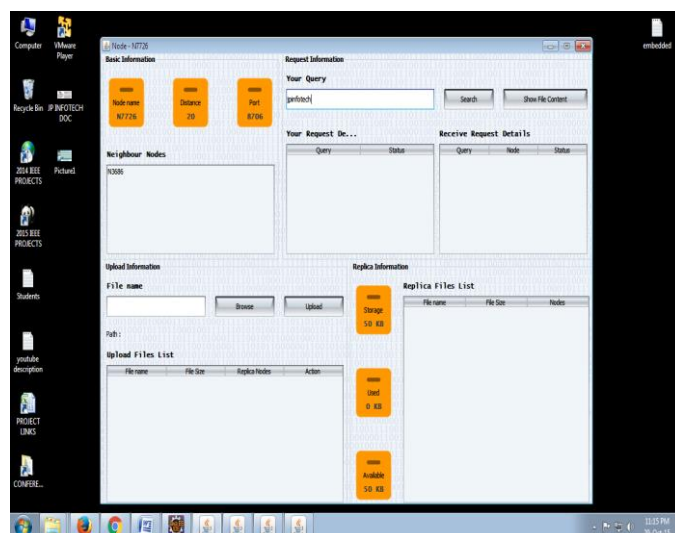 Computer
VMware Player
Recycle Bin
JP INFOTECH DOC
2014 IEEE PROJECTS
Picture1
2015 IEEE PROJECTS
Students
youtube description
PROJECT LINKS
CONFERE...
embedded
Node - N7726
Basic Information
Node name
N7726
Distance
20
Port
8706
Neighbour Nodes
N3686
Request Information
Your Query
jpinfotech
Search
Show File Content
Your Request De...
Query Status
Receive Request Details
Query Node Status
Upload Information
File name
Browse
Upload
Path :
Upload Files List
File name File Size Replica Nodes Action
Replica Information
Storage
50 KB
Used
0 KB
Available
50 KB
Replica Files List
File name File Size Nodes
11:15 PM